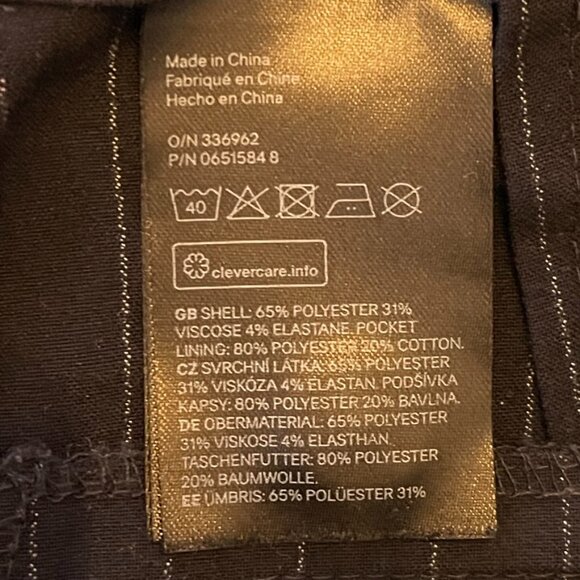 Made in China
Fabriqué en Chine
Hecho en China
O/N 336962
P/N 0651584 8
40
clevercare.info
GB SHELL: 65% POLYESTER 31%
VISCOSE 4% ELASTANE. POCKET
LINING: 80% POLYESTER 20% COTTON.
CZ SVRCHNÍ LÁTKA: 65% POLYESTER
31% VISKÓZA 4% ELASTAN. PODŠÍVKA
KAPSY: 80% POLYESTER 20% BAVLNA.
DE OBERMATERIAL: 65% POLYESTER
31% VISKOSE 4% ELASTHAN.
TASCHENFUTTER: 80% POLYESTER
20% BAUMWOLLE.
EE ÜMBRIS: 65% POLÜESTER 31%